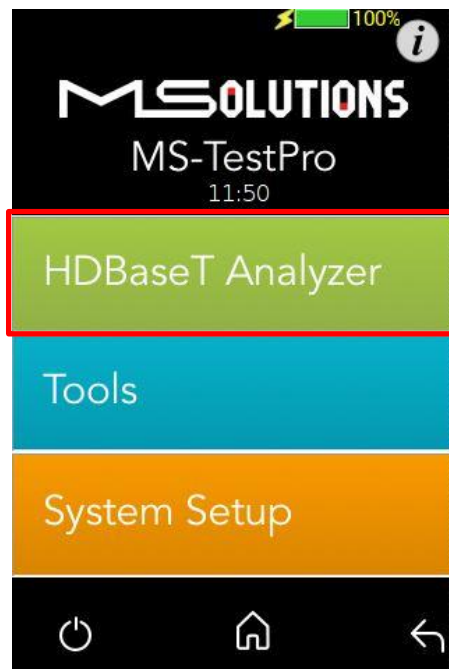 100%
i
MSOLUTIONS
MS-TestPro
11:50
HDBaseT Analyzer
Tools
System Setup